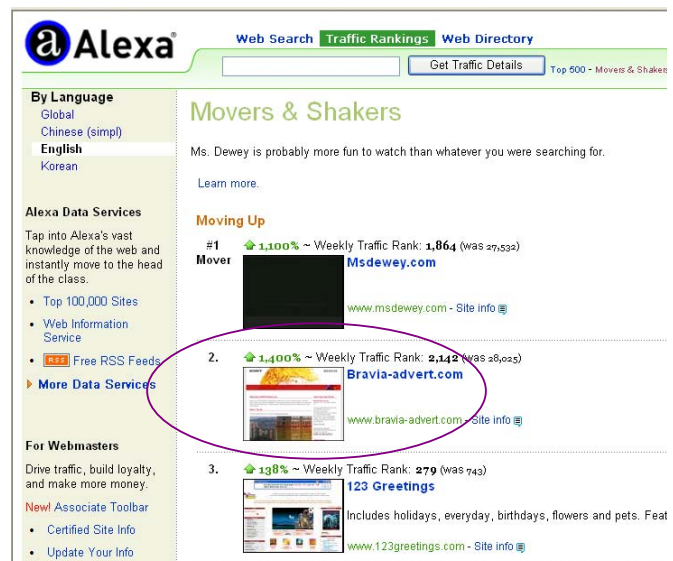 Alexa
Web Search Traffic Rankings Web Directory
Get Traffic Details
Top 500 - Movers & Shakers
By Language
Global
Chinese (simpl)
English
Korean
Alexa Data Services
Tap into Alexa's vast
knowledge of the web and
instantly move to the head
of the class.
• Top 100,000 Sites
• Web Information
Service
• RSS Free RSS Feeds
More Data Services
For Webmasters
Drive traffic, build loyalty,
and make more money.
New! Associate Toolbar
• Certified Site Info
• Update Your Info
Movers & Shakers
Ms. Dewey is probably more fun to watch than whatever you were searching for.
Learn more.
Moving Up
#1
Mover
1,100% ~ Weekly Traffic Rank: 1,864 (was 27,532)
Msdewey.com
www.msdewey.com - Site info
2. 1,400% ~ Weekly Traffic Rank: 2,142 (was 28,025)
Bravia-advert.com
www.bravia-advert.com - Site info
3. 138% ~ Weekly Traffic Rank: 279 (was 743)
123 Greetings
Includes holidays, everyday, birthdays, flowers and pets. Feat
www.123greetings.com - Site info